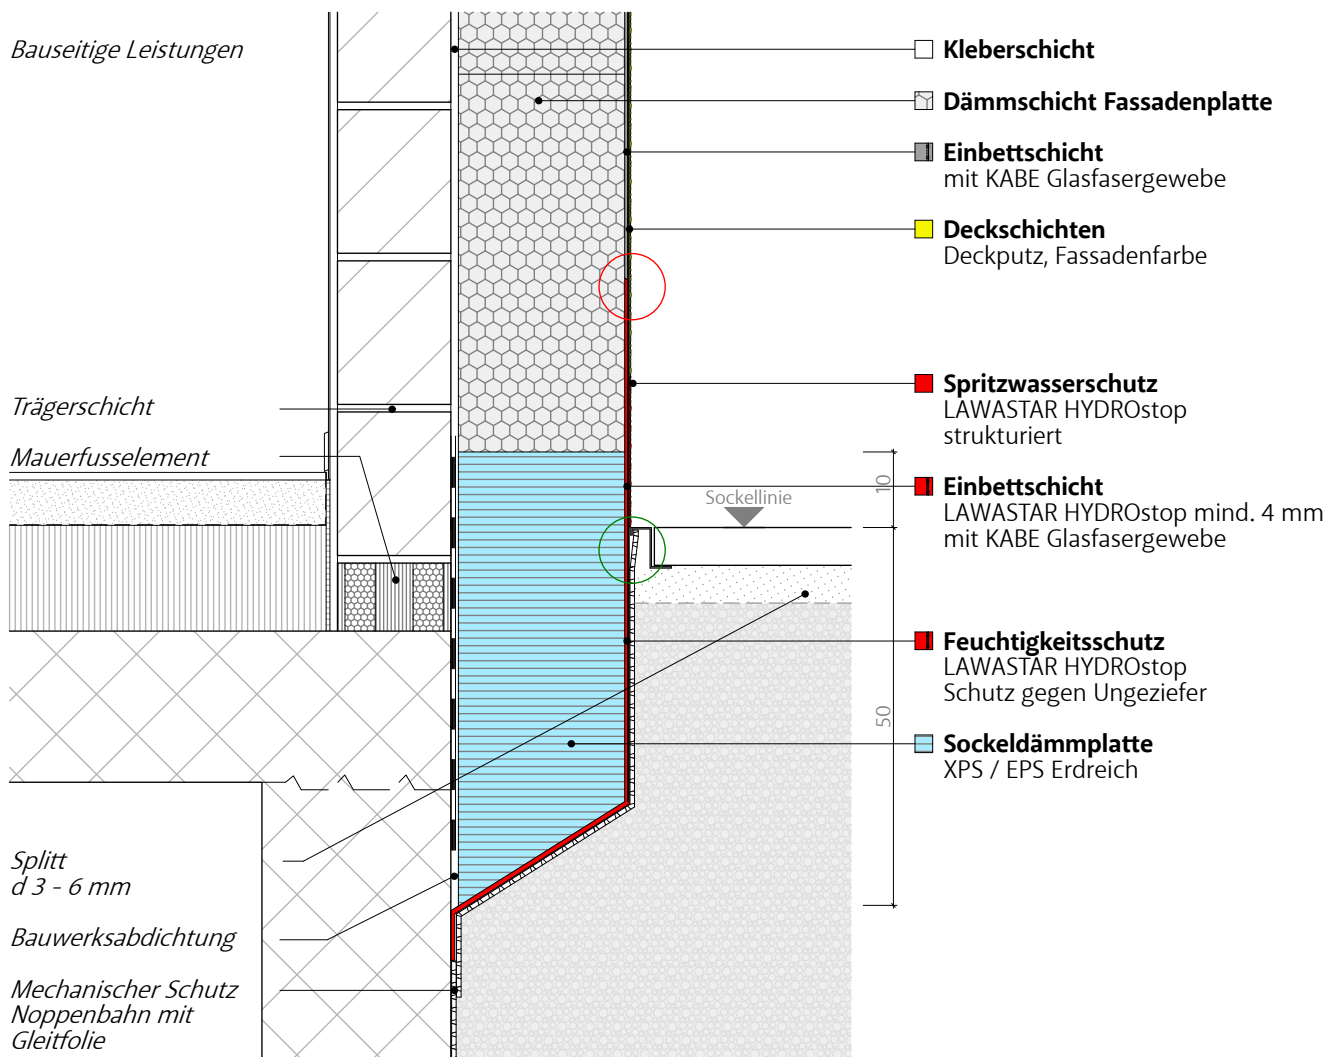 Bauseitige Leistungen
Kleberschicht
Dämmschicht Fassadenplatte
Einbettschicht
mit KABE Glasfasergewebe
Deckschichten
Deckputz, Fassadenfarbe
Spritzwasserschutz
LAWASTAR HYDROstop
strukturiert
Trägerschicht
Mauerfusselement
Sockellinie
10
Einbettschicht
LAWASTAR HYDROstop mind. 4 mm
mit KABE Glasfasergewebe
Feuchtigkeitsschutz
LAWASTAR HYDROstop
Schutz gegen Ungeziefer
50
Sockeldämmplatte
XPS / EPS Erdreich
Splitt
d 3 - 6 mm
Bauwerksabdichtung
Mechanischer Schutz
Noppenbahn mit
Gleitfolie